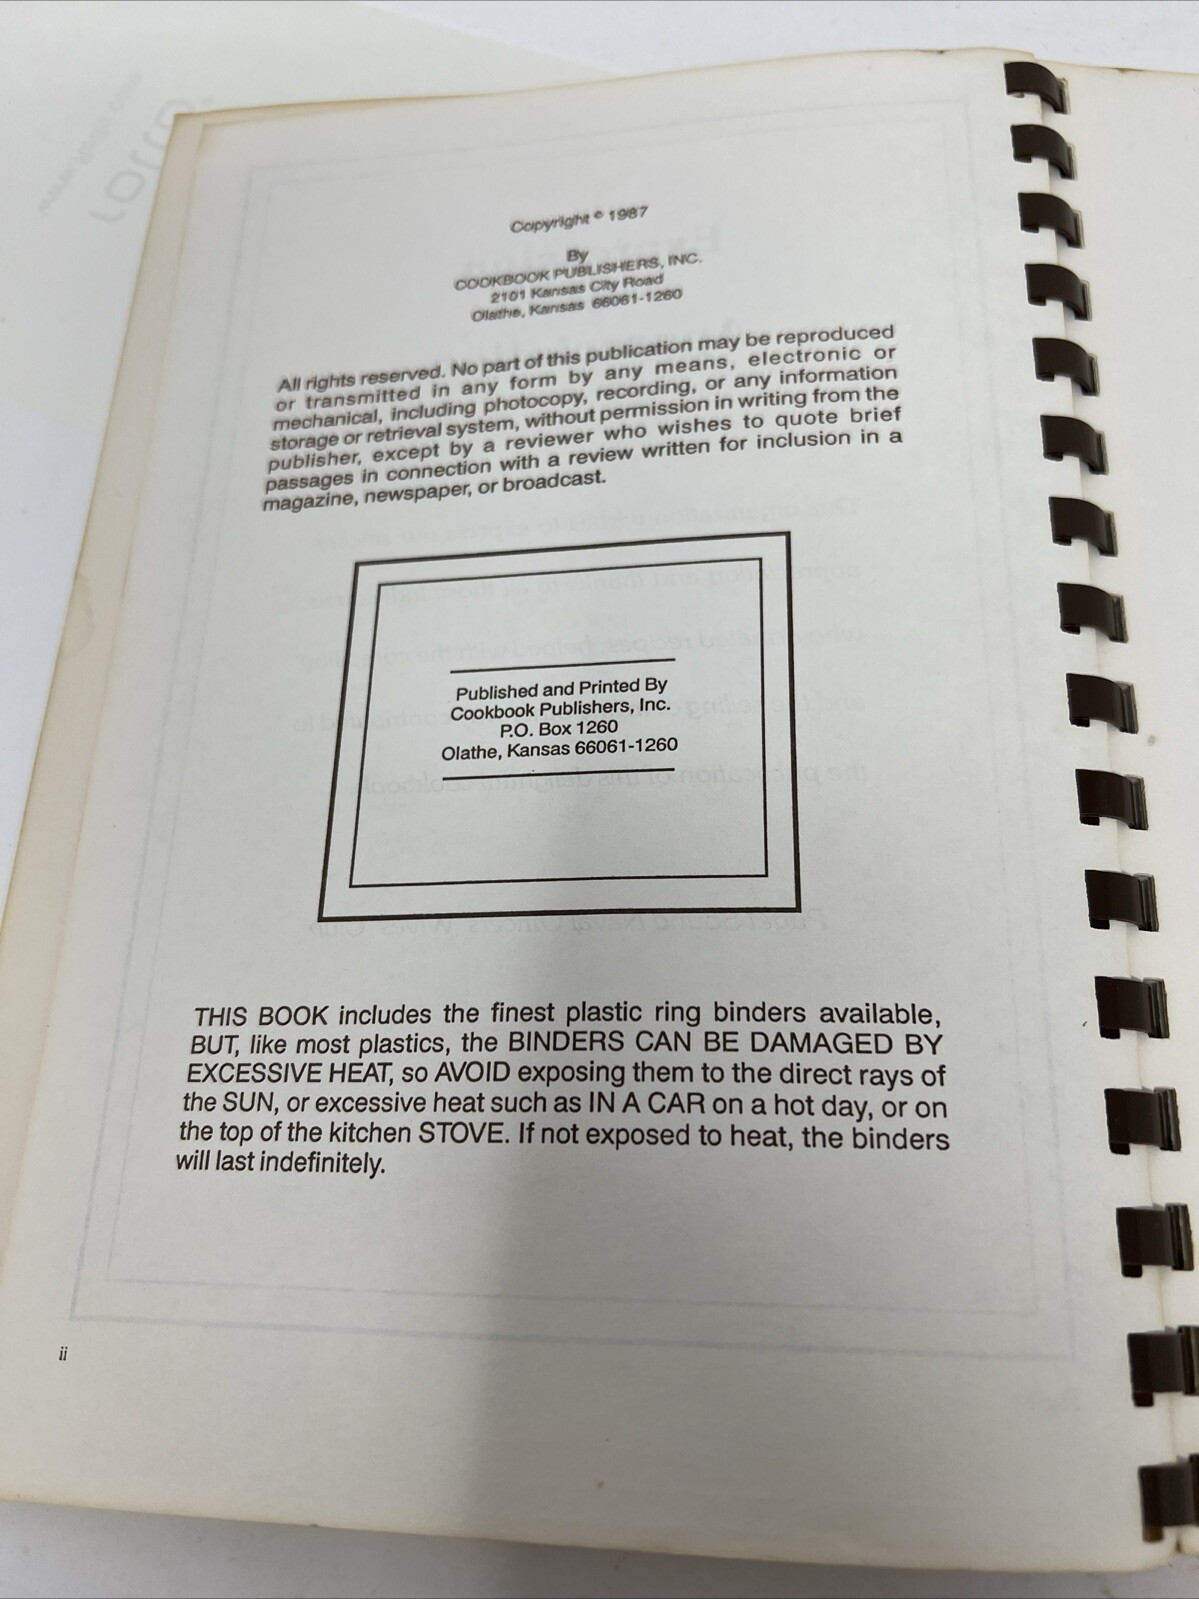 Copyright © 1987
By
COOKBOOK PUBLISHERS, INC.
2101 Kansas City Road
Olathe, Kansas 66061-1260
All rights reserved. No part of this publication may be reproduced
or transmitted in any form by any means, electronic or
mechanical, including photocopy, recording, or any information
storage or retrieval system, without permission in writing from the
publisher, except by a reviewer who wishes to quote brief
passages in connection with a review written for inclusion in a
magazine, newspaper, or broadcast.
Published and Printed By
Cookbook Publishers, Inc.
P.O. Box 1260
Olathe, Kansas 66061-1260
THIS BOOK includes the finest plastic ring binders available,
BUT, like most plastics, the BINDERS CAN BE DAMAGED BY
EXCESSIVE HEAT, so AVOID exposing them to the direct rays of
the SUN, or excessive heat such as IN A CAR on a hot day, or on
the top of the kitchen STOVE. If not exposed to heat, the binders
will last indefinitely.
ii